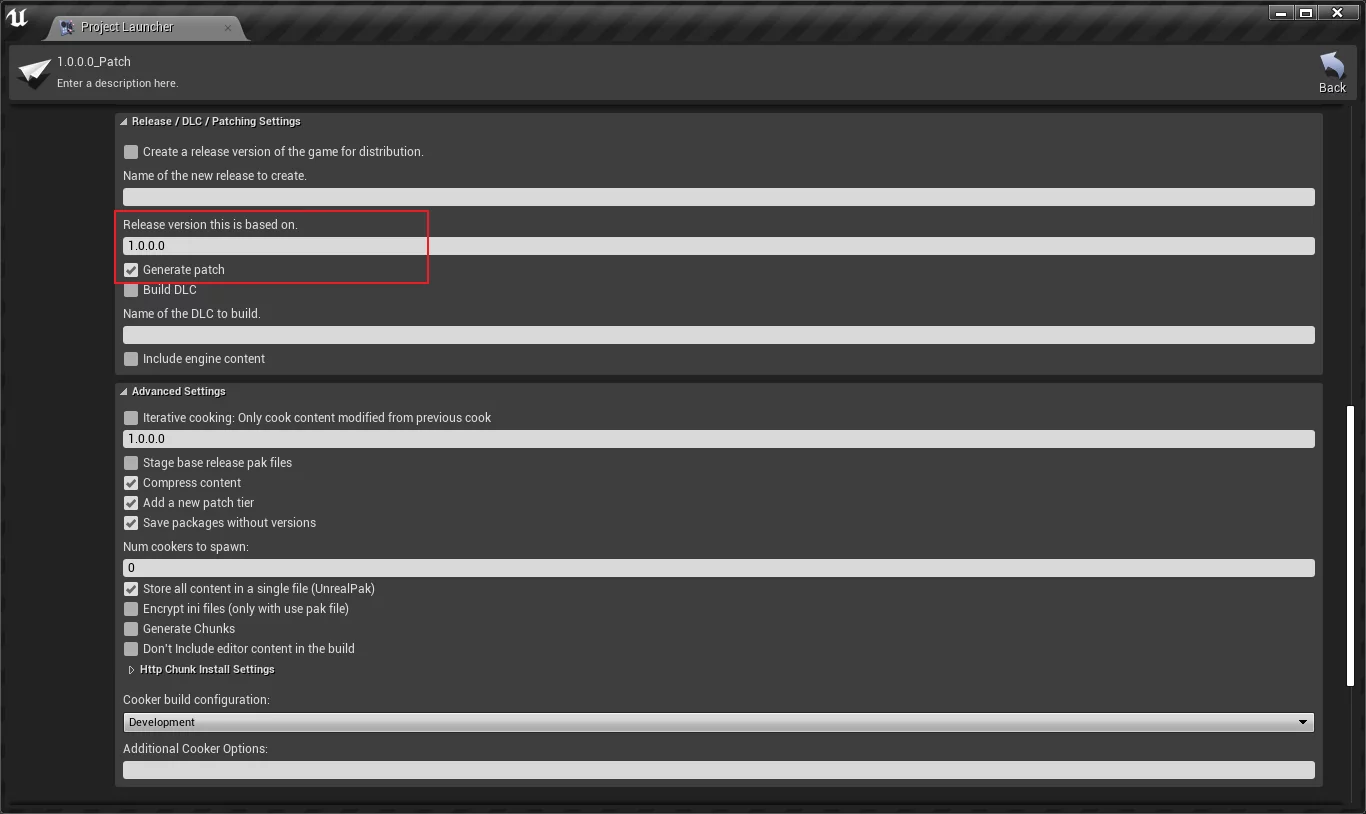 Project Launcher
1.0.0.0_Patch
Enter a description here.
Back
Release / DLC / Patching Settings
Create a release version of the game for distribution.
Name of the new release to create.
Release version this is based on.
1.0.0.0
Generate patch
Build DLC
Name of the DLC to build.
Include engine content
Advanced Settings
Iterative cooking: Only cook content modified from previous cook
1.0.0.0
Stage base release pak files
Compress content
Add a new patch tier
Save packages without versions
Num cookers to spawn:
0
Store all content in a single file (UnrealPak)
Encrypt ini files (only with use pak file)
Generate Chunks
Don't Include editor content in the build
Http Chunk Install Settings
Cooker build configuration:
Development
Additional Cooker Options: